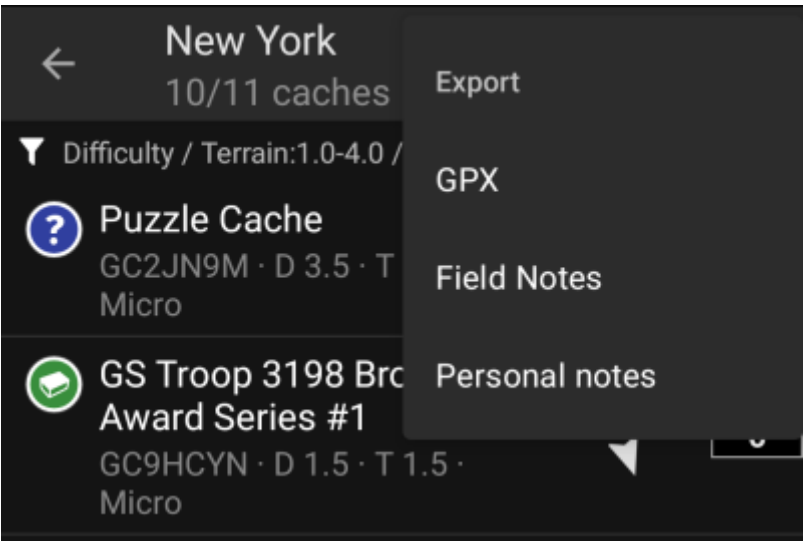 New York
10/11 caches
Export
Difficulty / Terrain:1.0-4.0 /
GPX
Puzzle Cache
GC2JN9M · D 3.5 · T
Micro
Field Notes
GS Troop 3198
Award Series #1
GC9HCYN · D 1.5 · T 1.5 ·
Micro
Personal notes